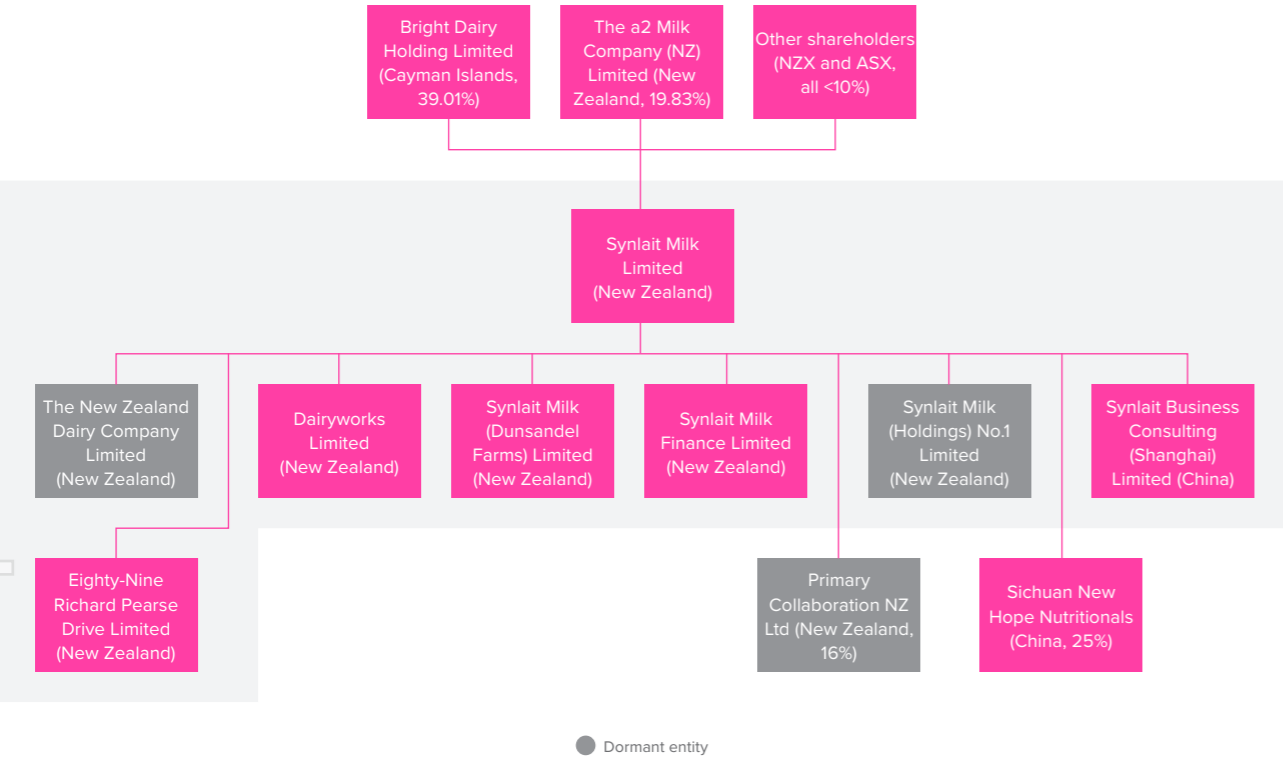 Bright Dairy
Holding Limited
(Cayman Islands,
39.01%)
The a2 Milk
Company (NZ)
Limited (New
Zealand, 19.83%)
Other shareholders
(NZX and ASX,
all <10%)
Synlait Milk
Limited
(New Zealand)
The New Zealand
Dairy Company
Limited
(New Zealand)
Dairyworks
Limited
(New Zealand)
Synlait Milk
(Dunsandel
Farms) Limited
(New Zealand)
Synlait Milk
Finance Limited
(New Zealand)
Synlait Milk
(Holdings) No.1
Limited
(New Zealand)
Synlait Business
Consulting
(Shanghai)
Limited (China)
Eighty-Nine
Richard Pearse
Drive Limited
(New Zealand)
Primary
Collaboration NZ
Ltd (New Zealand,
16%)
Sichuan New
Hope Nutritionals
(China, 25%)
Dormant entity